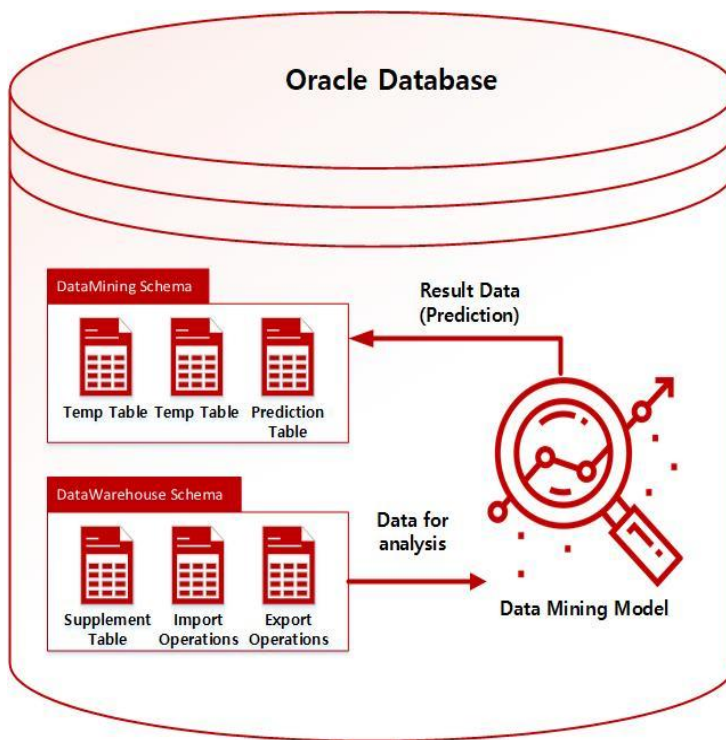 Oracle Database
DataMining Schema
Temp Table
Temp Table
Prediction
Table
Result Data
(Prediction)
DataWarehouse Schema
Supplement
Table
Import
Operations
Export
Operations
Data for
analysis
Data Mining Model